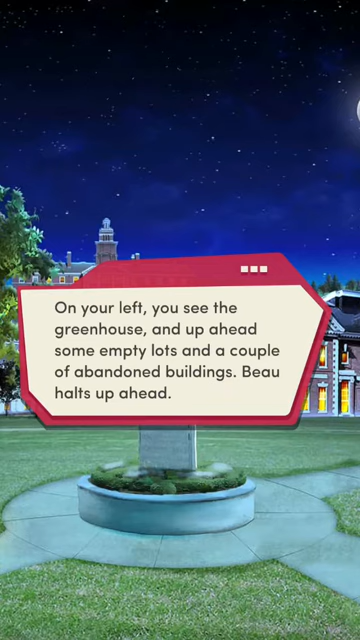 On your left, you see the
greenhouse, and up ahead
some empty lots and a couple
of abandoned buildings. Beau
halts up ahead.